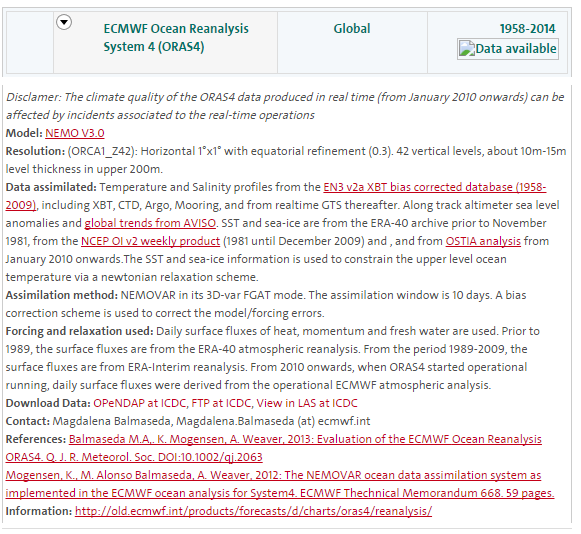 ECMWF Ocean Reanalysis Global 1958-2014
System 4 (ORAS4) Data available
Disclamer: The climate quality of the ORAS4 data produced in real time (from January 2010 onwards) can be
affected by incidents associated to the real-time operations
Model: NEMO V3.0
Resolution: (ORCA1_Z42): Horizontal 1°x1° with equatorial refinement (0.3). 42 vertical levels, about 10m-15m
level thickness in upper 200m.
Data assimilated: Temperature and Salinity profiles from the EN3 v2a XBT bias corrected database (1958-
2009), including XBT, CTD, Argo, Mooring, and from realtime GTS thereafter. Along track altimeter sea level
anomalies and global trends from AVISO. SST and sea-ice are from the ERA-40 archive prior to November
1981, from the NCEP OI v2 weekly product (1981 until December 2009) and , and from OSTIA analysis from
January 2010 onwards.The SST and sea-ice information is used to constrain the upper level ocean
temperature via a newtonian relaxation scheme.
Assimilation method: NEMOVAR in its 3D-var FGAT mode. The assimilation window is 10 days. A bias
correction scheme is used to correct the model/forcing errors.
Forcing and relaxation used: Daily surface fluxes of heat, momentum and fresh water are used. Prior to
1989, the surface fluxes are from the ERA-40 atmospheric reanalysis. From the period 1989-2009, the
surface fluxes are from ERA-Interim reanalysis. From 2010 onwards, when ORAS4 started operational
running, daily surface fluxes were derived from the operational ECMWF atmospheric analysis.
Download Data: OPeNDAP at ICDC, FTP at ICDC, View in LAS at ICDC
Contact: Magdalena Balmaseda, Magdalena.Balmaseda (at) ecmwf.int
References: Balmaseda M.A,. K. Mogensen, A. Weaver, 2013: Evaluation of the ECMWF Ocean Reanalysis
ORAS4. Q. J. R. Meteorol. Soc. DOI:10.1002/qj.2063
Mogensen, K., M. Alonso Balmaseda, A. Weaver, 2012: The NEMOVAR ocean data assimilation system as
implemented in the ECMWF ocean analysis for System4. ECMWF Thechnical Memorandum 668. 59 pages.
Information: http://old.ecmwf.int/products/forecasts/d/charts/oras4/reanalysis/